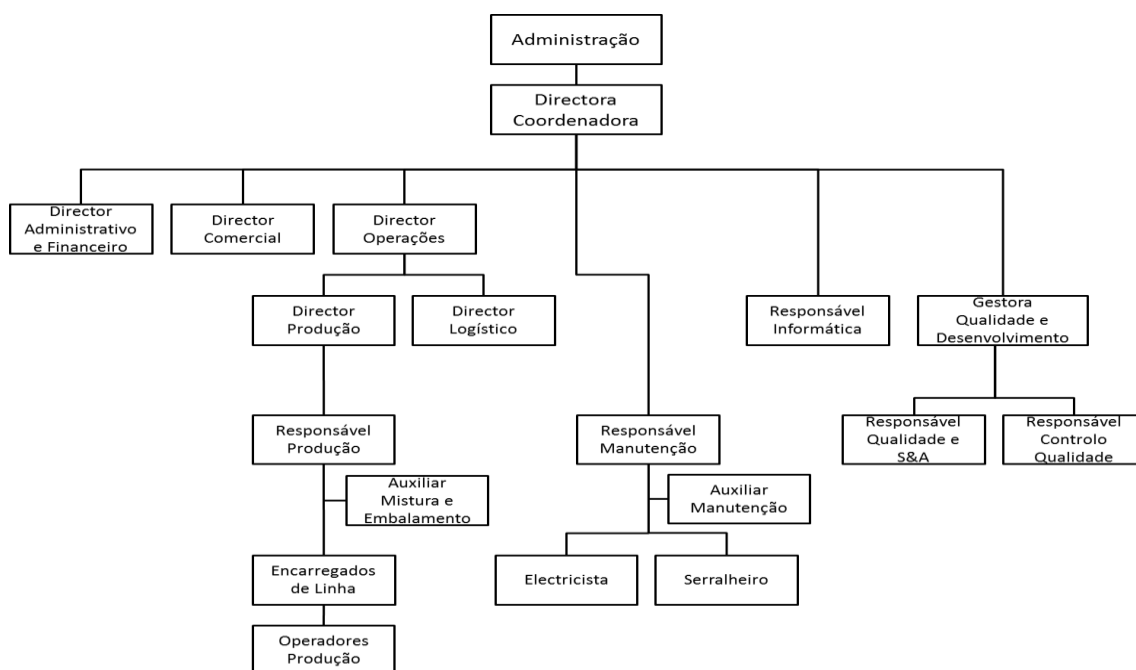 Administração
Directora
Coordenadora
Director
Administrativo
e Financeiro
Director
Comercial
Director
Operações
Director
Produção
Director
Logístico
Responsável
Informática
Gestora
Qualidade e
Desenvolvimento
Responsável
Produção
Responsável
Manutenção
Responsável
Qualidade e
S&A
Responsável
Controlo
Qualidade
Auxiliar
Mistura e
Embalamento
Auxiliar
Manutenção
Encarregados
de Linha
Electricista
Serralheiro
Operadores
Produção